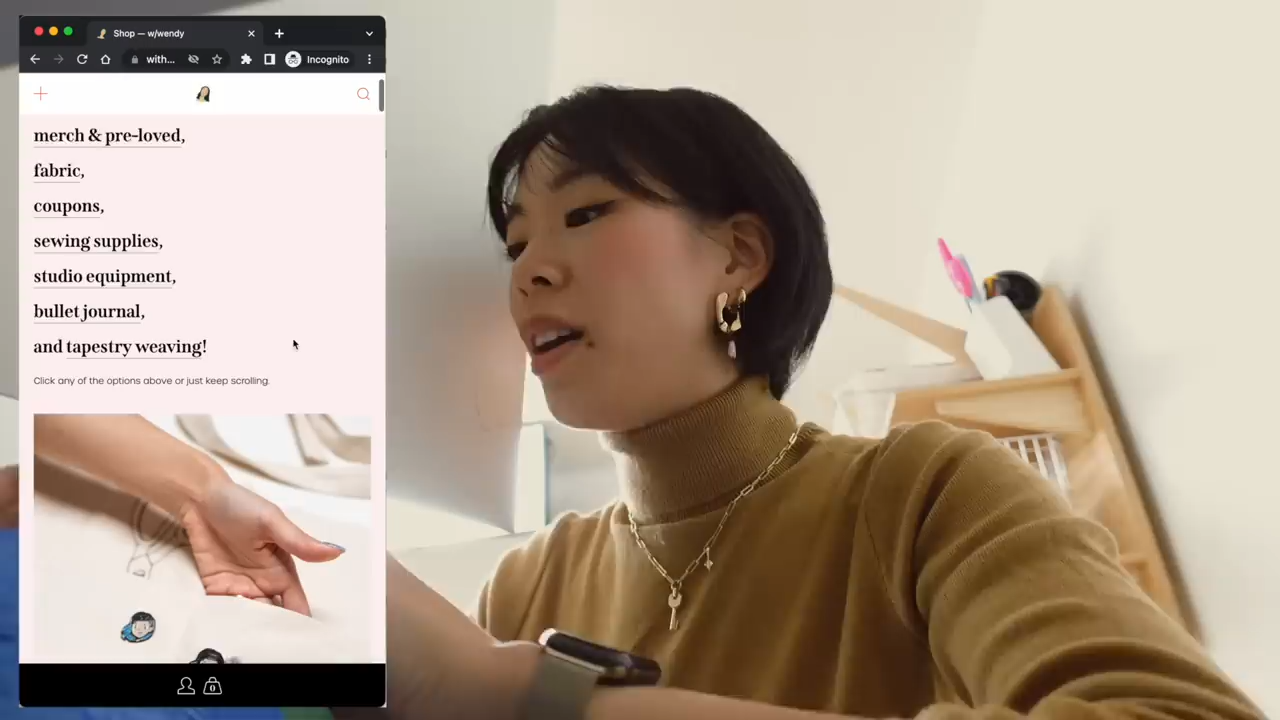 Shop — w/wendy
with...
Incognito
merch & pre-loved,
fabric,
coupons,
sewing supplies,
studio equipment,
bullet journal,
and tapestry weaving!
Click any of the options above or just keep scrolling.
0